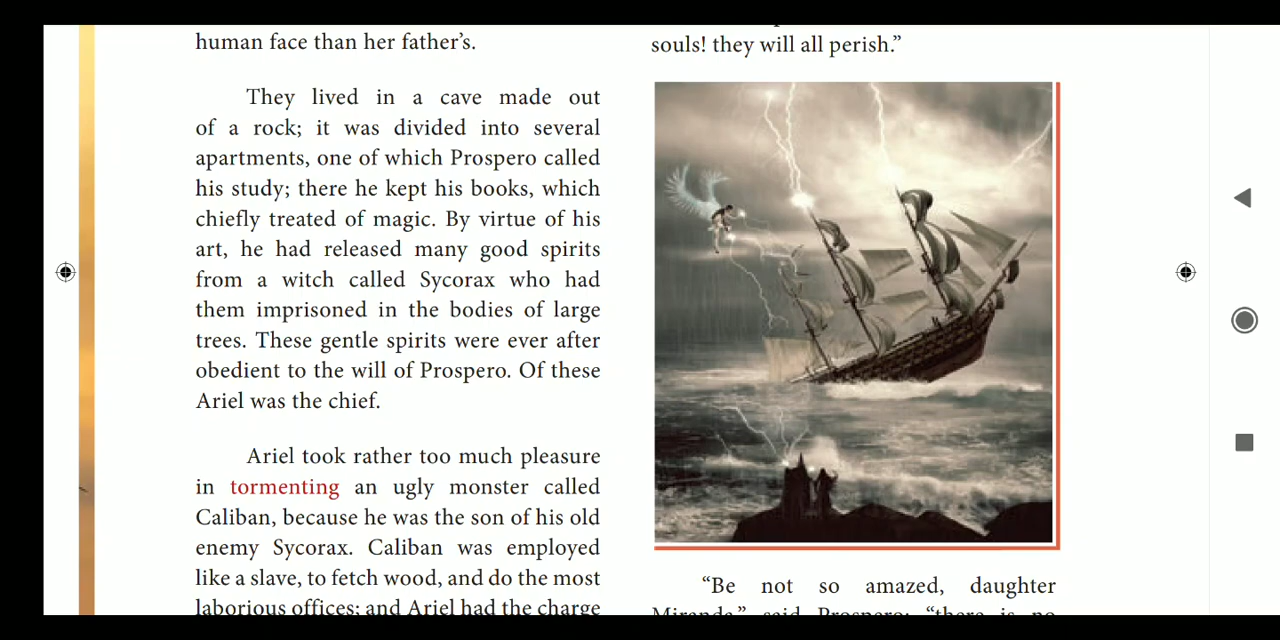 human face than her father’s.
They lived in a cave made out
of a rock; it was divided into several
apartments, one of which Prospero called
his study; there he kept his books, which
chiefly treated of magic. By virtue of his
art, he had released many good spirits
from a witch called Sycorax who had
them imprisoned in the bodies of large
trees. These gentle spirits were ever after
obedient to the will of Prospero. Of these
Ariel was the chief.
Ariel took rather too much pleasure
in tormenting an ugly monster called
Caliban, because he was the son of his old
enemy Sycorax. Caliban was employed
like a slave, to fetch wood, and do the most
laborious offices; and Ariel had the charge
souls! they will all perish.”
“Be not so amazed, daughter
Miranda,” said Prospero; “there is no